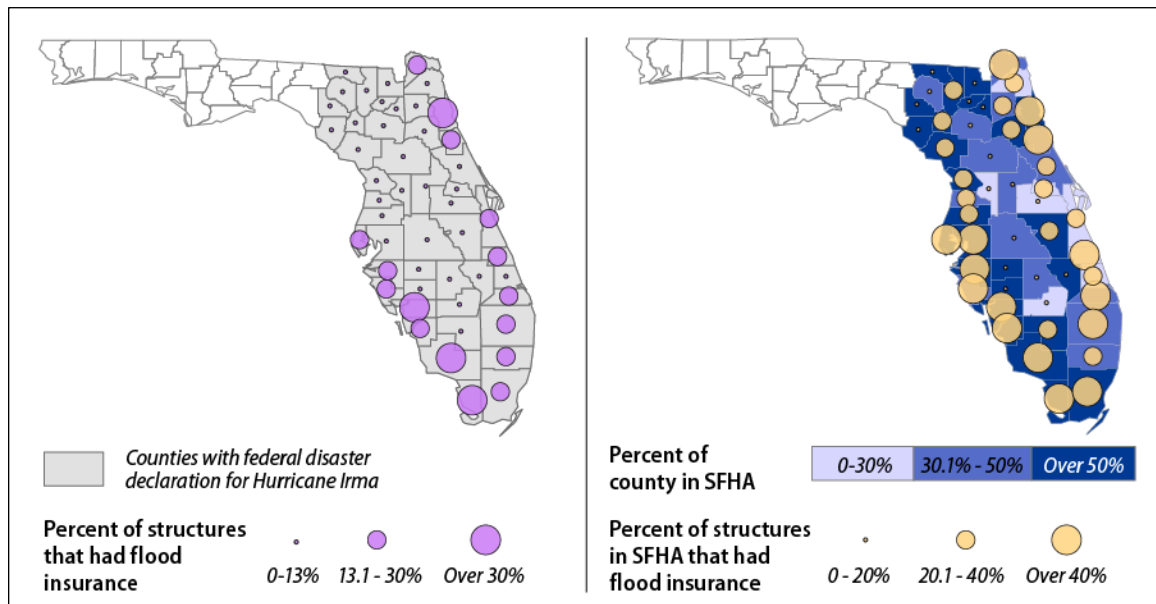 Counties with federal disaster
declaration for Hurricane Irma
Percent of structures
that had flood
insurance
0-13% 13.1 - 30% Over 30%
Percent of
county in SFHA
0-30% 30.1% - 50% Over 50%
Percent of structures
in SFHA that had
flood insurance
0 - 20% 20.1 - 40% Over 40%